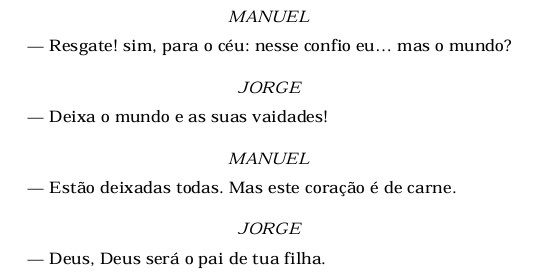 MANUEL
— Resgate! sim, para o céu: nesse confio eu... mas o mundo?
JORGE
— Deixa o mundo e as suas vaidades!
MANUEL
— Estão deixadas todas. Mas este coração é de carne.
JORGE
— Deus, Deus será o pai de tua filha.